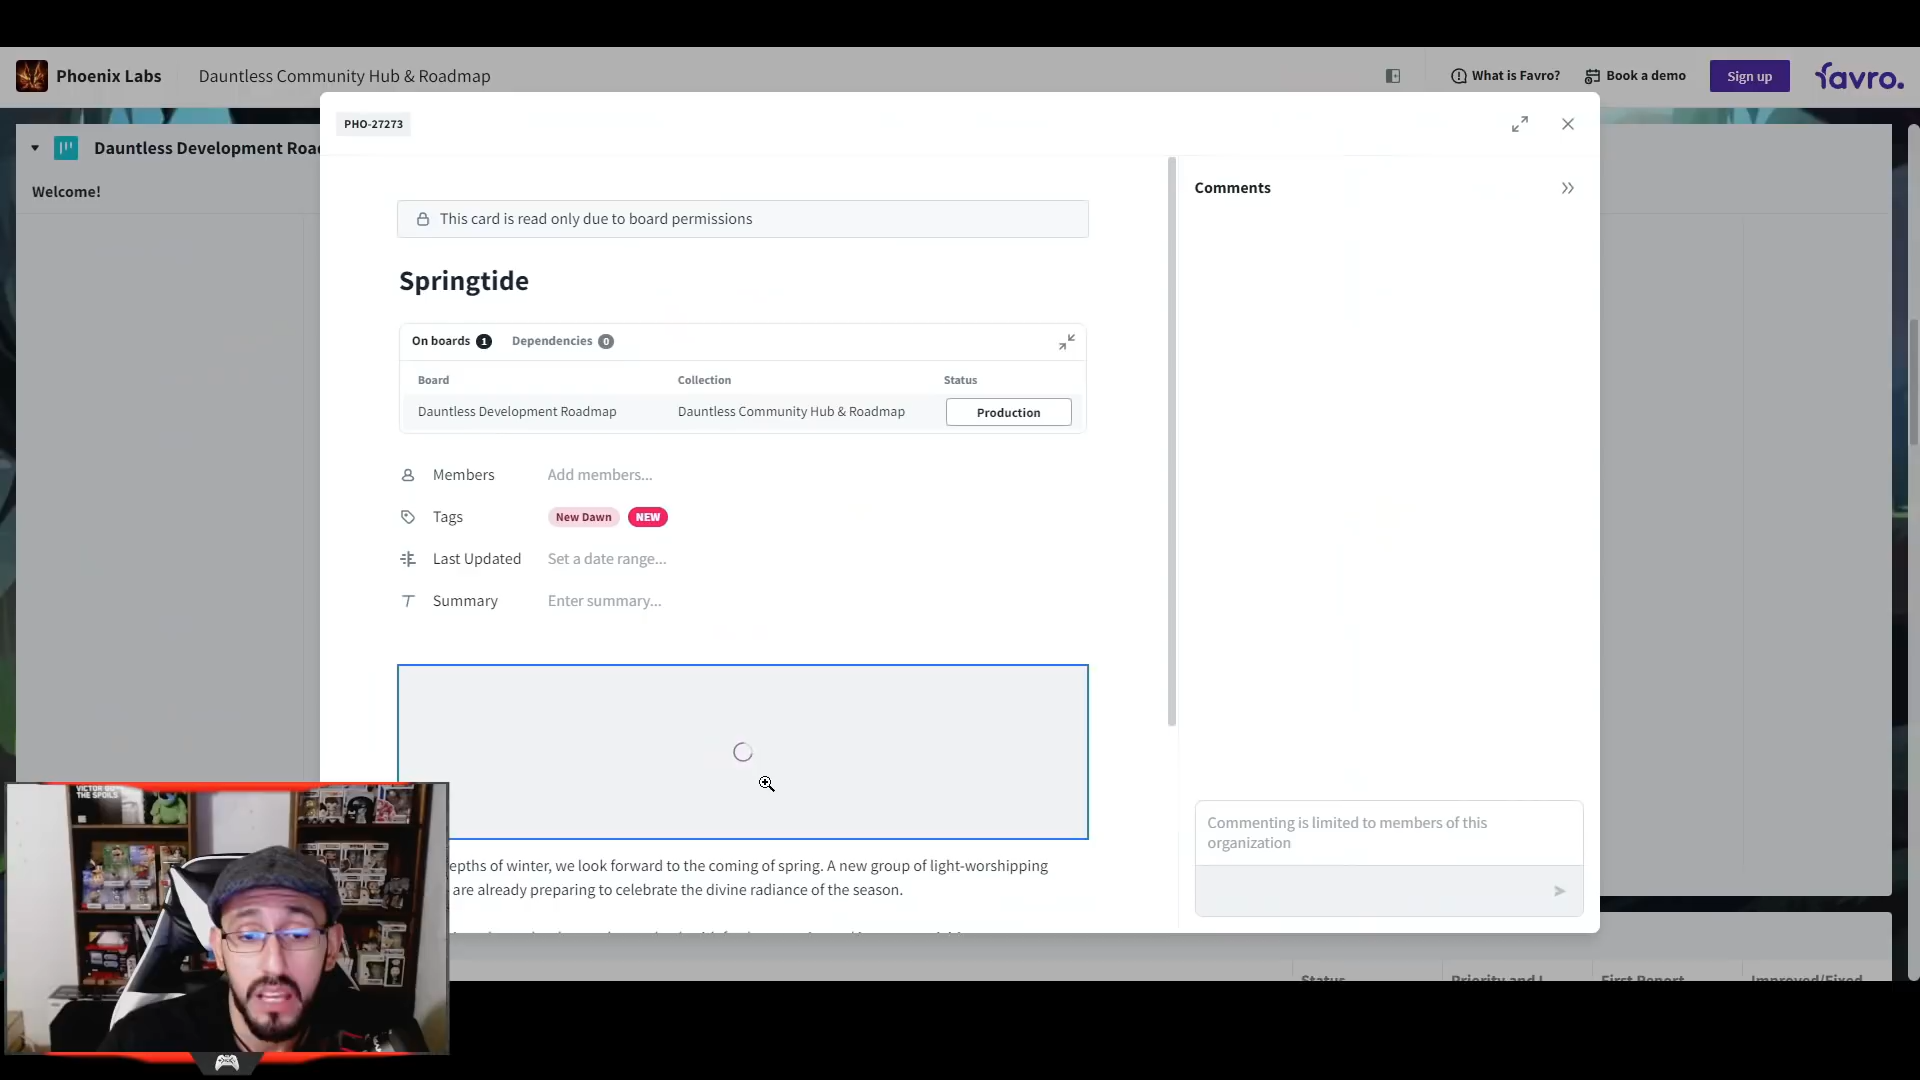 Phoenix Labs
Dauntless Community Hub & Roadmap
What is Favro?
Book a demo
Sign up
favro.
PHO-27273
Dauntless Development Roa
Welcome!
Comments
This card is read only due to board permissions
Springtide
On boards 1
Dependencies 0
Board
Collection
Status
Dauntless Development Roadmap
Dauntless Community Hub & Roadmap
Production
Members
Add members...
Tags
New Dawn
NEW
Last Updated
Set a date range...
Summary
Enter summary...
epths of winter, we look forward to the coming of spring. A new group of light-worshipping
are already preparing to celebrate the divine radiance of the season.
Commenting is limited to members of this
organization
Status
Priority and I
First Report
Improved/Fixed
THE SPOILS